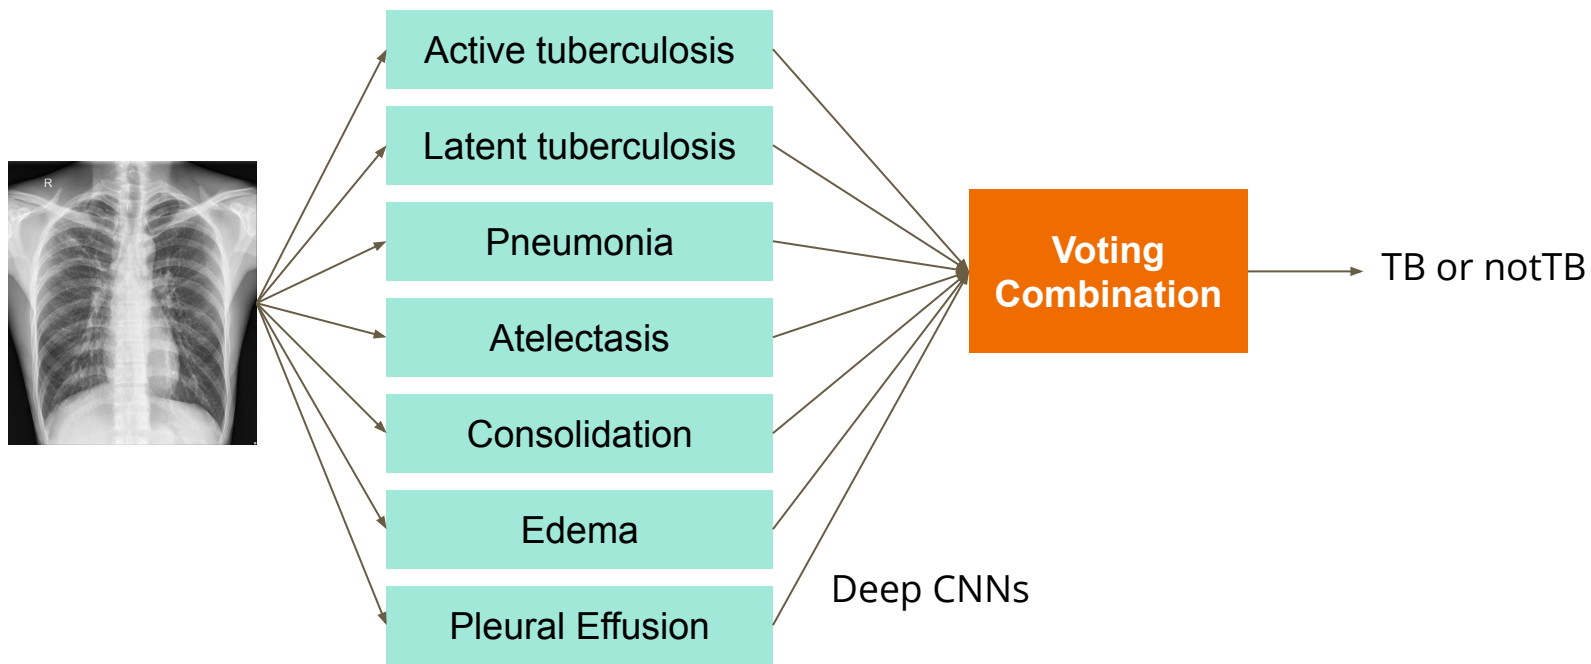 R
Active tuberculosis
Latent tuberculosis
Pneumonia
Atelectasis
Consolidation
Edema
Pleural Effusion
Deep CNNs
Voting
Combination
TB or notTB